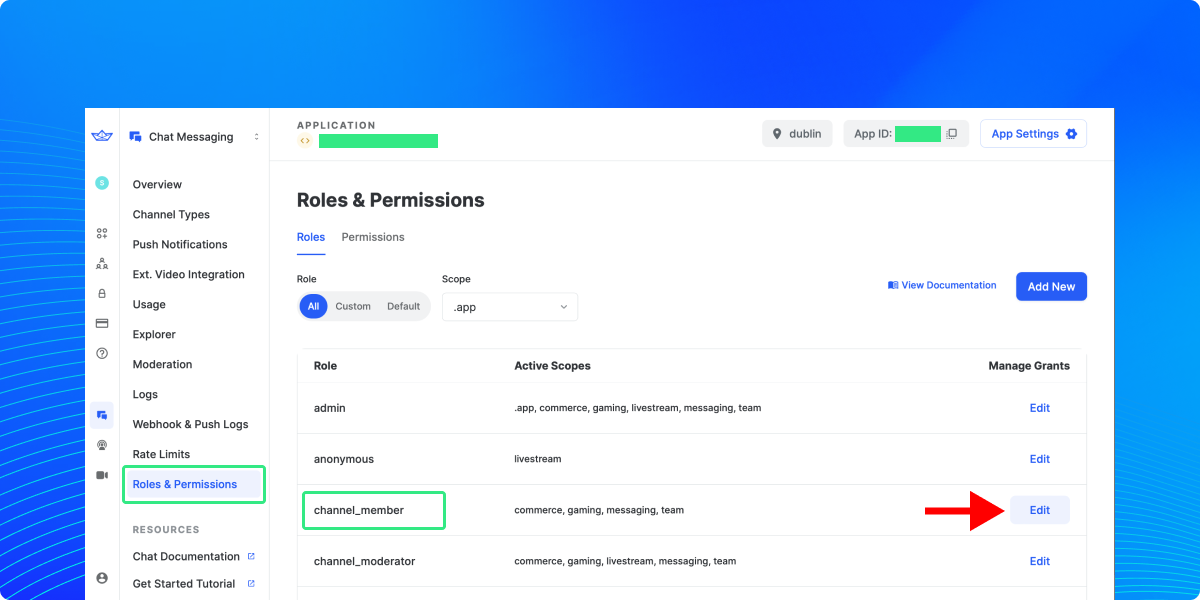 Chat Messaging
S
Overview
Channel Types
Push Notifications
Ext. Video Integration
Usage
Explorer
Moderation
Logs
Webhook & Push Logs
Rate Limits
Roles & Permissions
RESOURCES
Chat Documentation
Get Started Tutorial
APPLICATION
dublin
App ID:
App Settings
Roles & Permissions
Roles Permissions
Role Scope
All Custom Default .app
View Documentation
Add New
Role Active Scopes Manage Grants
admin .app, commerce, gaming, livestream, messaging, team Edit
anonymous livestream Edit
channel_member commerce, gaming, messaging, team Edit
channel_moderator commerce, gaming, livestream, messaging, team Edit